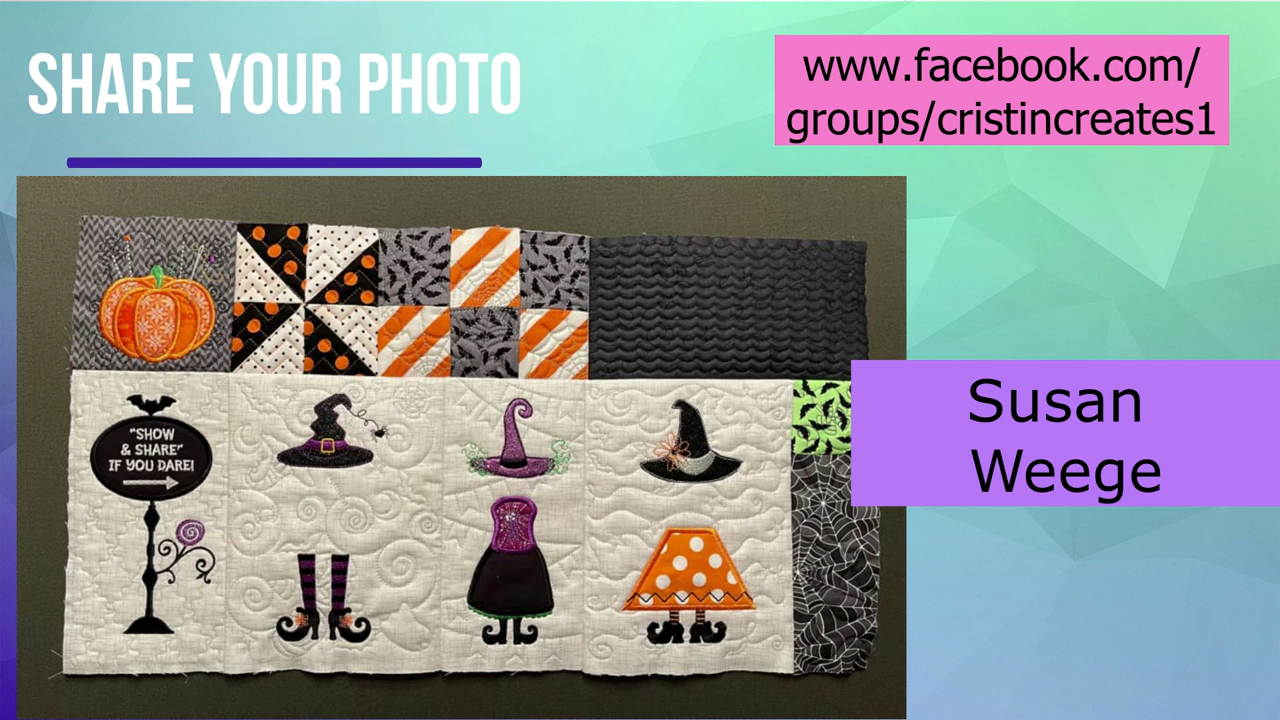 SHARE YOUR PHOTO
www.facebook.com/
groups/cristincreates1
"SHOW
& SHARE"
IF YOU DARE!
Susan
Weege